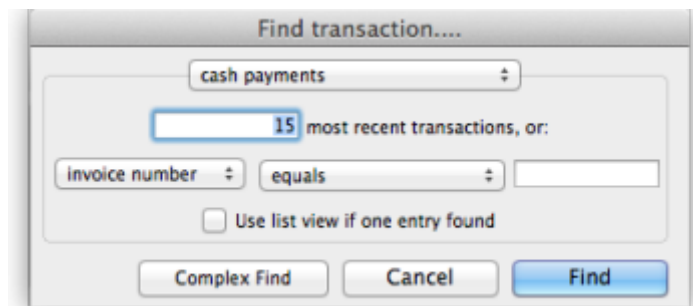 Find transaction....
cash payments
15 most recent transactions, or:
invoice number equals
Use list view if one entry found
Complex Find Cancel Find